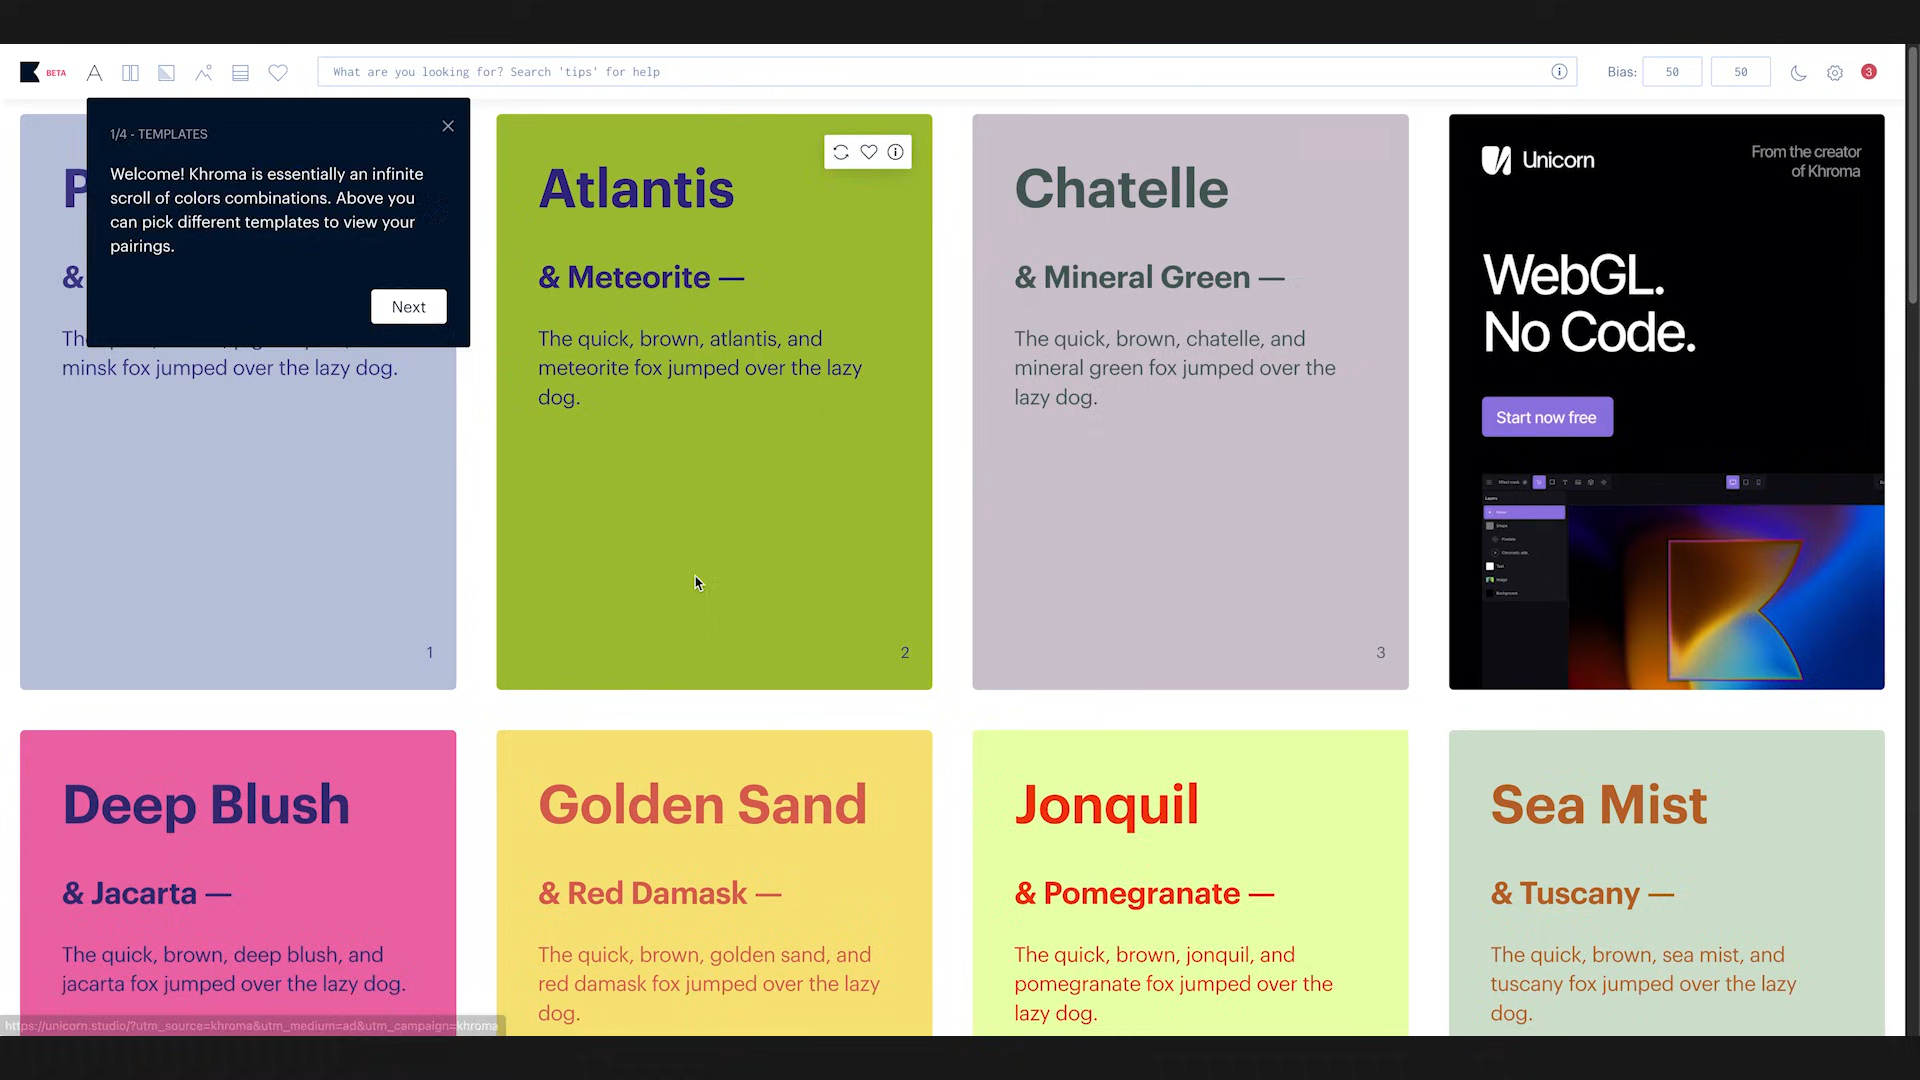 BETA
What are you looking for? Search 'tips' for help
Bias:
50
50
3
1/4 - TEMPLATES
Welcome! Khroma is essentially an infinite
scroll of colors combinations. Above you
can pick different templates to view your
pairings.
Next
P
&
minsk fox jumped over the lazy dog.
1
Atlantis
& Meteorite —
The quick, brown, atlantis, and
meteorite fox jumped over the lazy
dog.
2
Chatelle
& Mineral Green —
The quick, brown, chatelle, and
mineral green fox jumped over the
lazy dog.
3
Unicorn
From the creator
of Khroma
WebGL.
No Code.
Start now free
Layers
Deep Blush
& Jacarta —
The quick, brown, deep blush, and
jacarta fox jumped over the lazy dog.
Golden Sand
& Red Damask —
The quick, brown, golden sand, and
red damask fox jumped over the lazy
dog.
Jonquil
& Pomegranate —
The quick, brown, jonquil, and
pomegranate fox jumped over the
lazy dog.
Sea Mist
& Tuscany —
The quick, brown, sea mist, and
tuscany fox jumped over the lazy
dog.
https://unicorn.studio/?utm_source=khroma&utm_medium=ad&utm_campaign=khroma